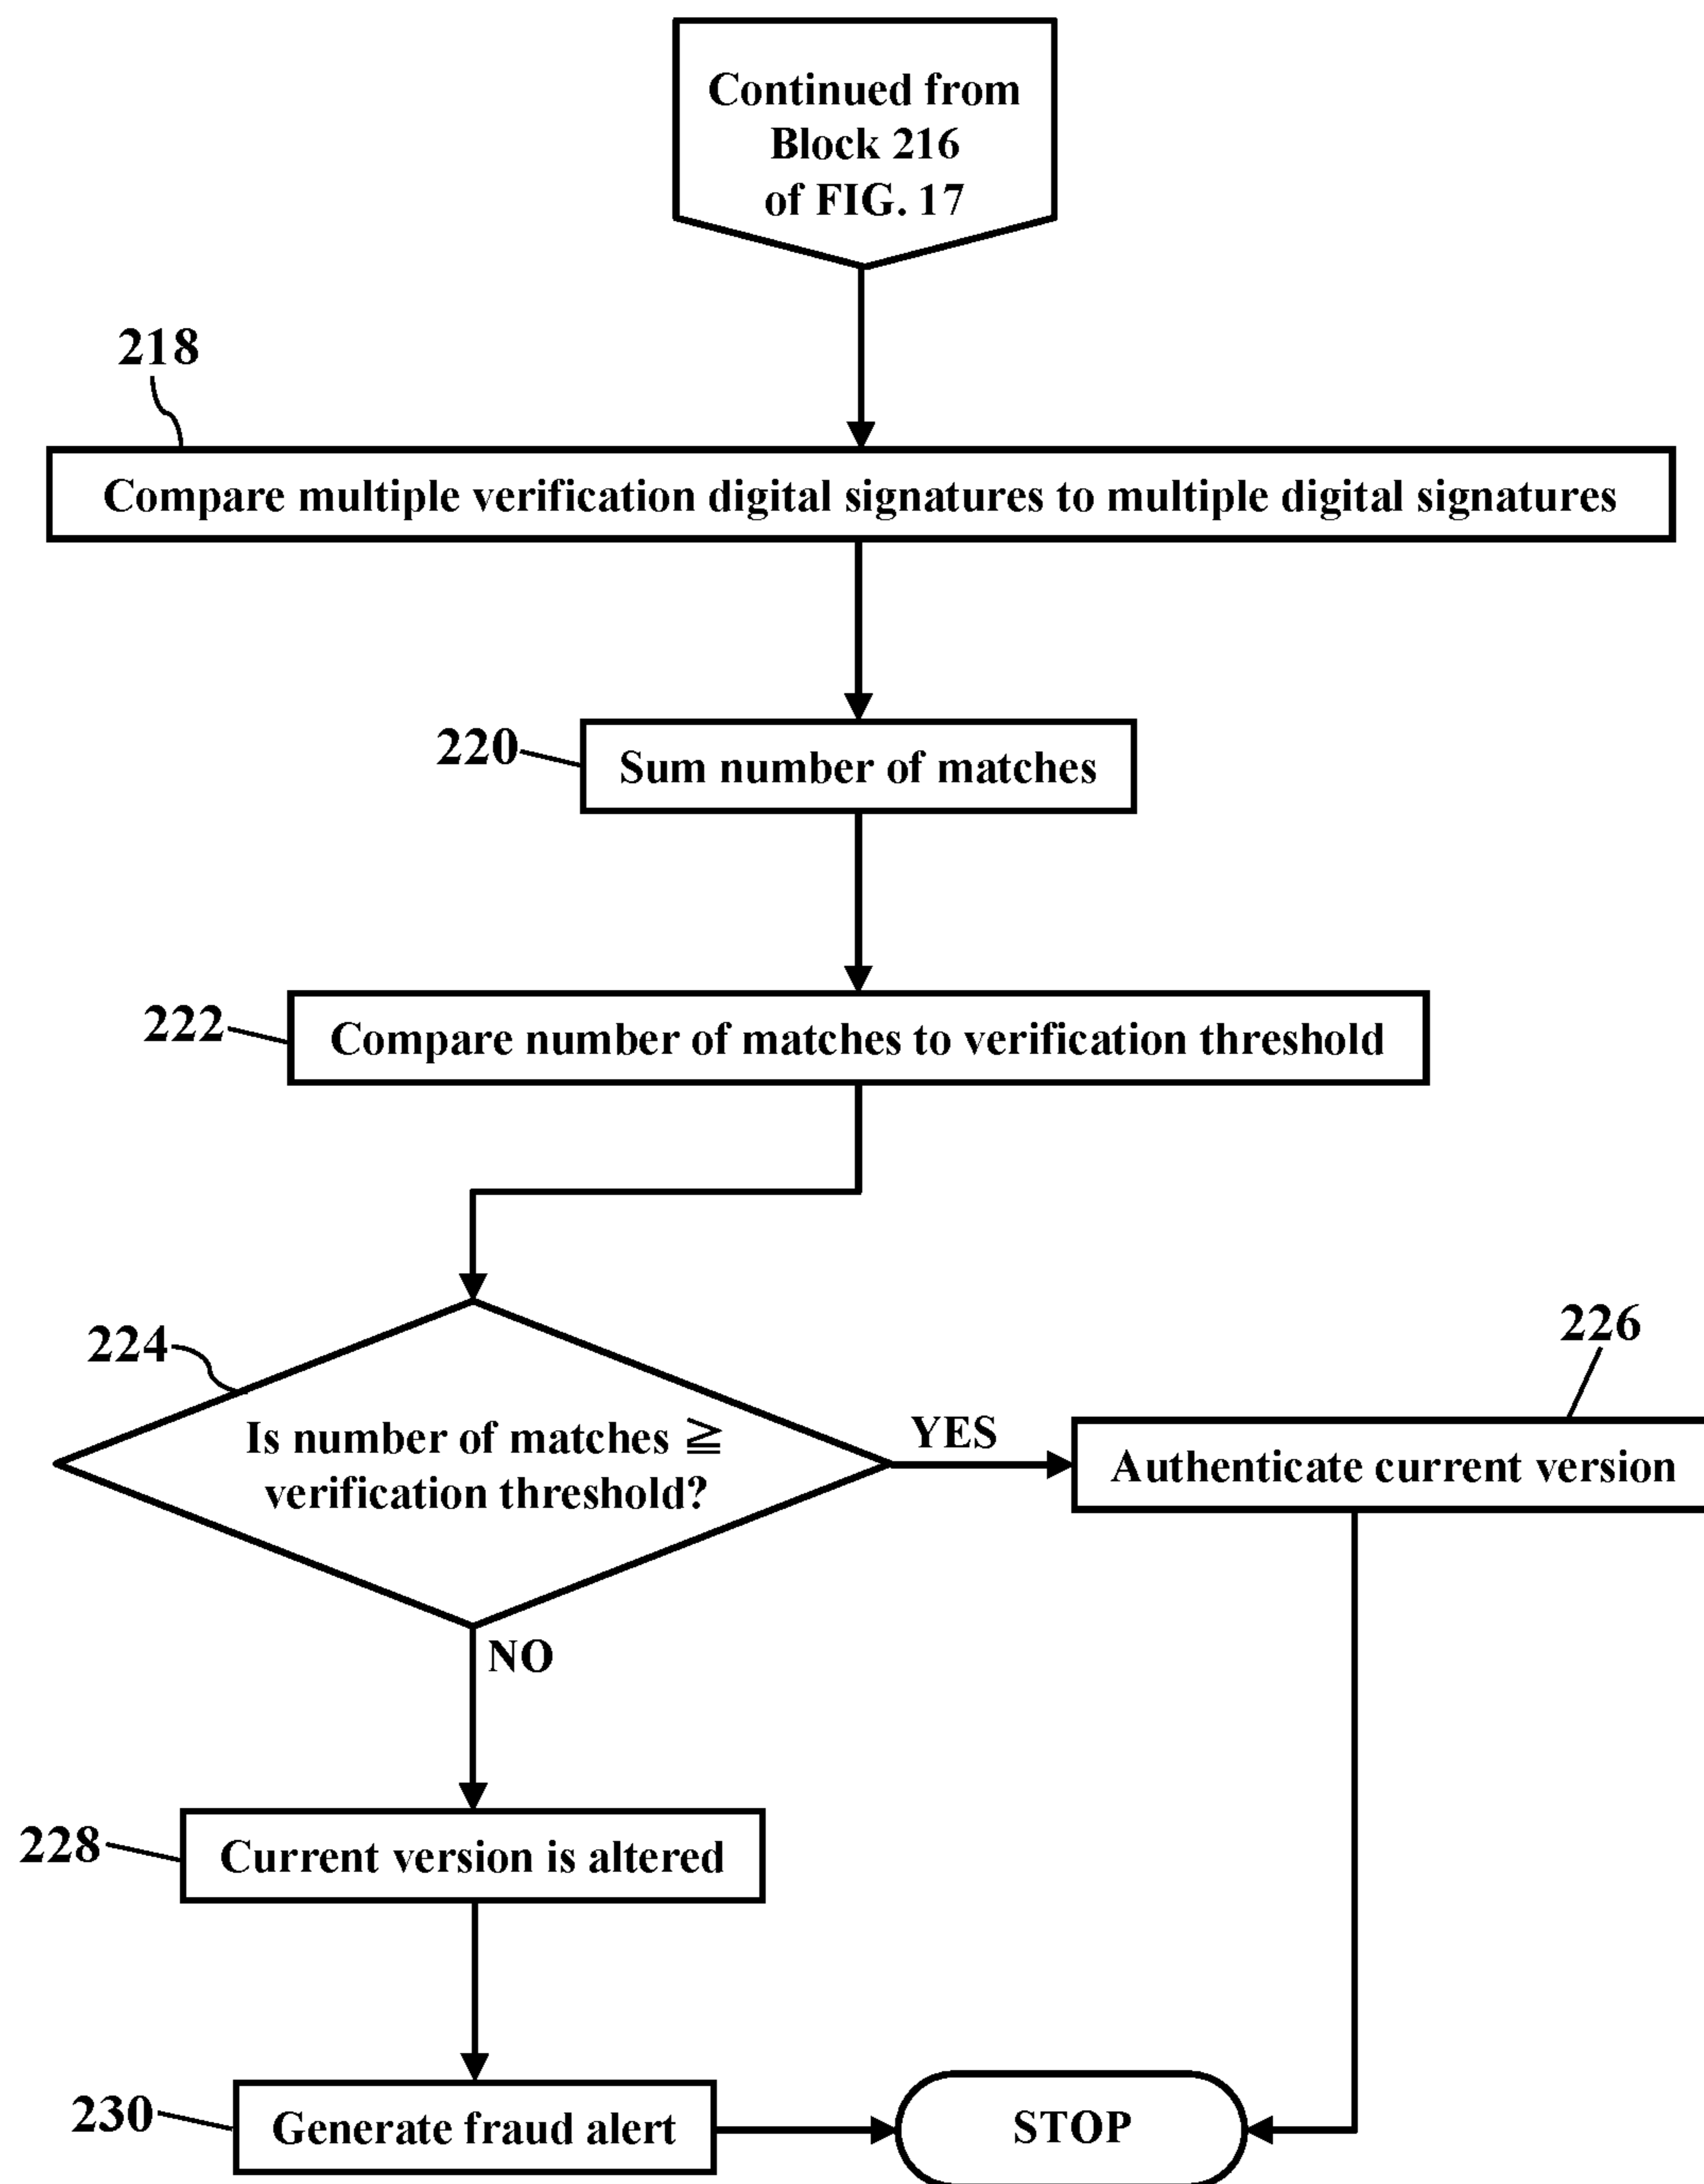 Continued from
Block 216
of FIG. 17
218
Compare multiple verification digital signatures to multiple digital signatures
220
Sum number of matches
222
Compare number of matches to verification threshold
224
Is number of matches ≧
verification threshold?
YES
226
Authenticate current version
NO
228
Current version is altered
230
Generate fraud alert
STOP